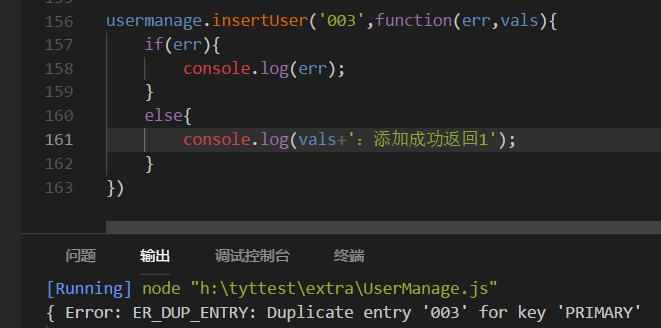 156 usermanage.insertUser('003',function(err,vals){
157 if(err){
158 console.log(err);
159 }
160 else{
161 console.log(vals+'：添加成功返回1');
162 }
163 })
问题 输出 调试控制台 终端
[Running] node "h:\tyttest\extra\UserManage.js"
{ Error: ER_DUP_ENTRY: Duplicate entry '003' for key 'PRIMARY'